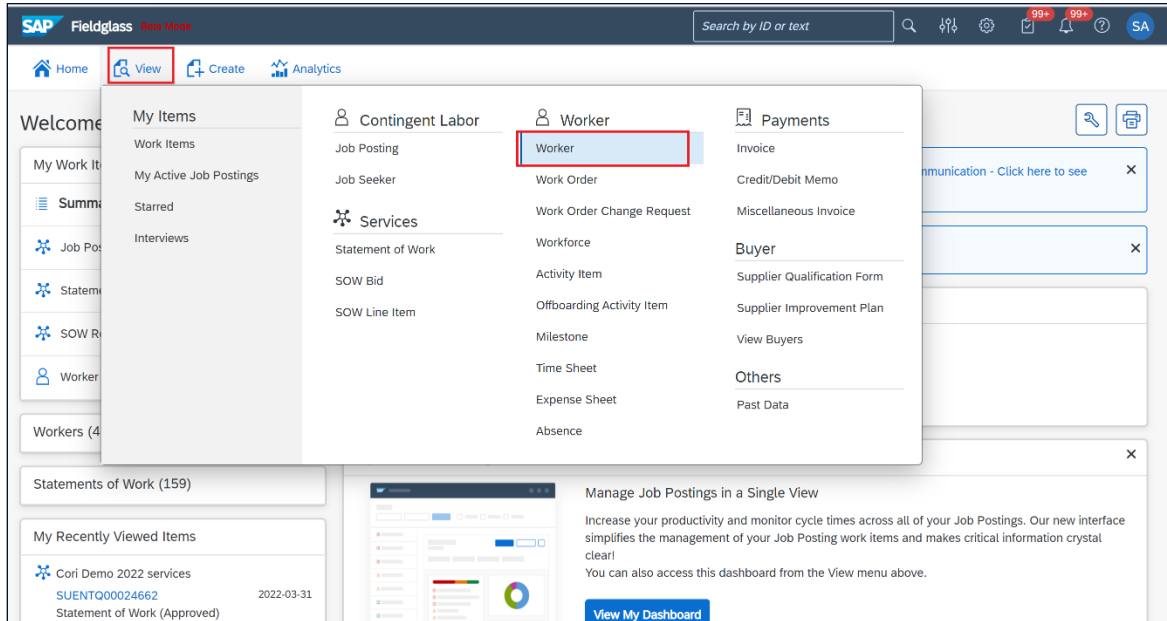 SAP Fieldglass Beta Mode
Search by ID or text
99+
99+
SA
Home
View
Create
Analytics
Welcome
My Work It
Summa
Job Pos
Stateme
SOW R
Worker
Workers (4
Statements of Work (159)
My Recently Viewed Items
Cori Demo 2022 services
SUENTQ00024662
2022-03-31
Statement of Work (Approved)
My Items
Work Items
My Active Job Postings
Starred
Interviews
Contingent Labor
Job Posting
Job Seeker
Services
Statement of Work
SOW Bid
SOW Line Item
Worker
Worker
Work Order
Work Order Change Request
Workforce
Activity Item
Offboarding Activity Item
Milestone
Time Sheet
Expense Sheet
Absence
Payments
Invoice
Credit/Debit Memo
Miscellaneous Invoice
Buyer
Supplier Qualification Form
Supplier Improvement Plan
View Buyers
Others
Past Data
mmunication - Click here to see
Manage Job Postings in a Single View
Increase your productivity and monitor cycle times across all of your Job Postings. Our new interface
simplifies the management of your Job Posting work items and makes critical information crystal
clear!
You can also access this dashboard from the View menu above.
View My Dashboard